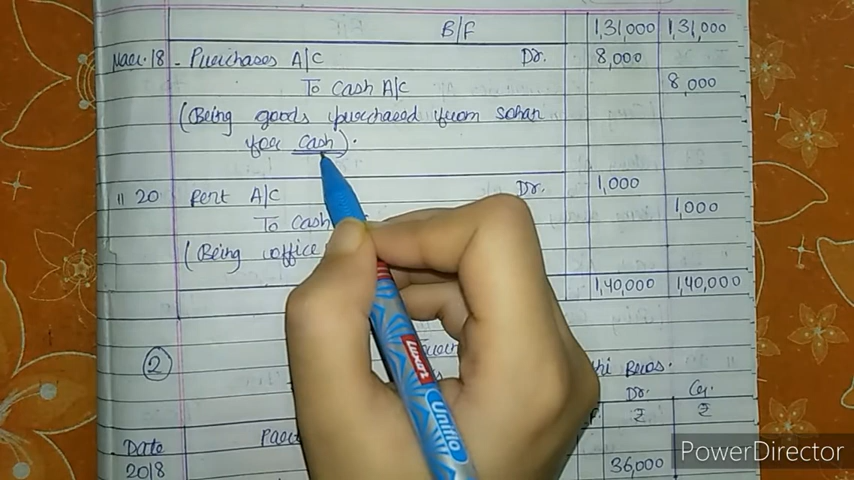 B/F 1,31,000 1,31,000
Mar. 18 - Purchases A/C Dr. 8,000
To Cash A/C 8,000
(Being goods purchased from sohan
for cash).
" 20 Rent A/C Dr. 1,000
To Cash 1,000
(Being office
1,40,000 1,40,000
2
Dr. Cr.
₹ ₹
Date
2018 36,000
LUXOR
Uniflo
PowerDirector